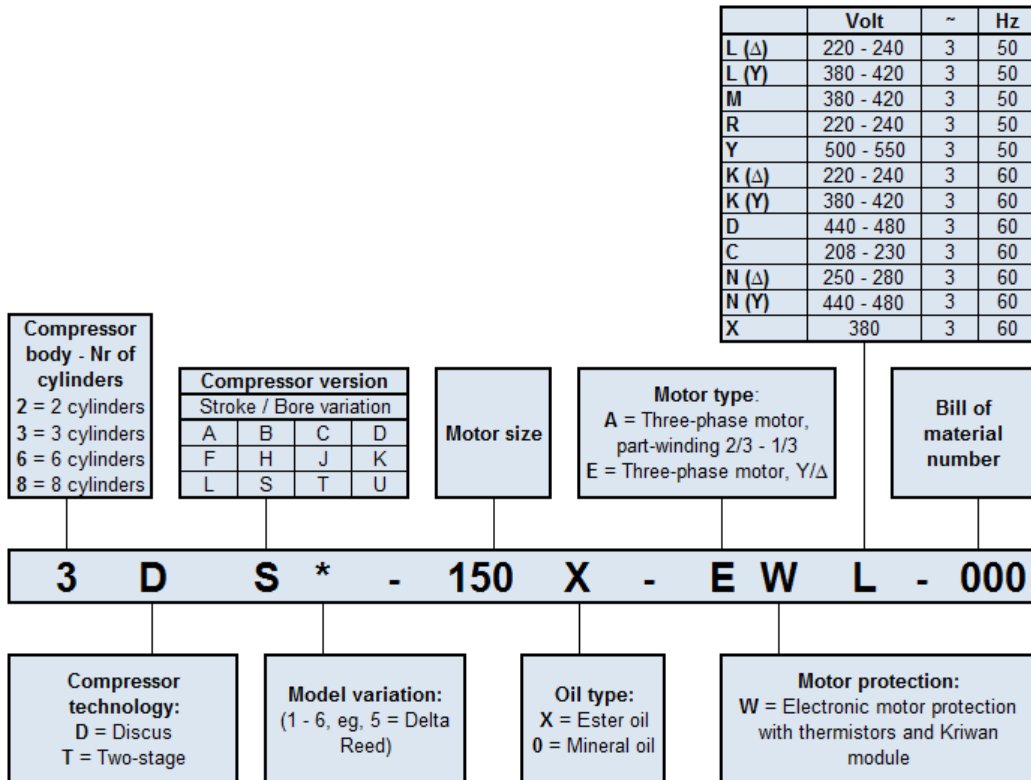 Volt ~ Hz
L (Δ) 220 - 240 3 50
L (Y) 380 - 420 3 50
M 380 - 420 3 50
R 220 - 240 3 50
Y 500 - 550 3 50
K (Δ) 220 - 240 3 60
K (Y) 380 - 420 3 60
D 440 - 480 3 60
C 208 - 230 3 60
N (Δ) 250 - 280 3 60
N (Y) 440 - 480 3 60
X 380 3 60
Compressor
body - Nr of
cylinders
2 = 2 cylinders
3 = 3 cylinders
6 = 6 cylinders
8 = 8 cylinders
Compressor version
Stroke / Bore variation
A B C D
F H J K
L S T U
Motor size
Motor type:
A = Three-phase motor,
part-winding 2/3 - 1/3
E = Three-phase motor, Y/Δ
Bill of
material
number
3 D S * - 150 X - E W L - 000
Compressor
technology:
D = Discus
T = Two-stage
Model variation:
(1 - 6, eg, 5 = Delta
Reed)
Oil type:
X = Ester oil
0 = Mineral oil
Motor protection:
W = Electronic motor protection
with thermistors and Kriwan
module